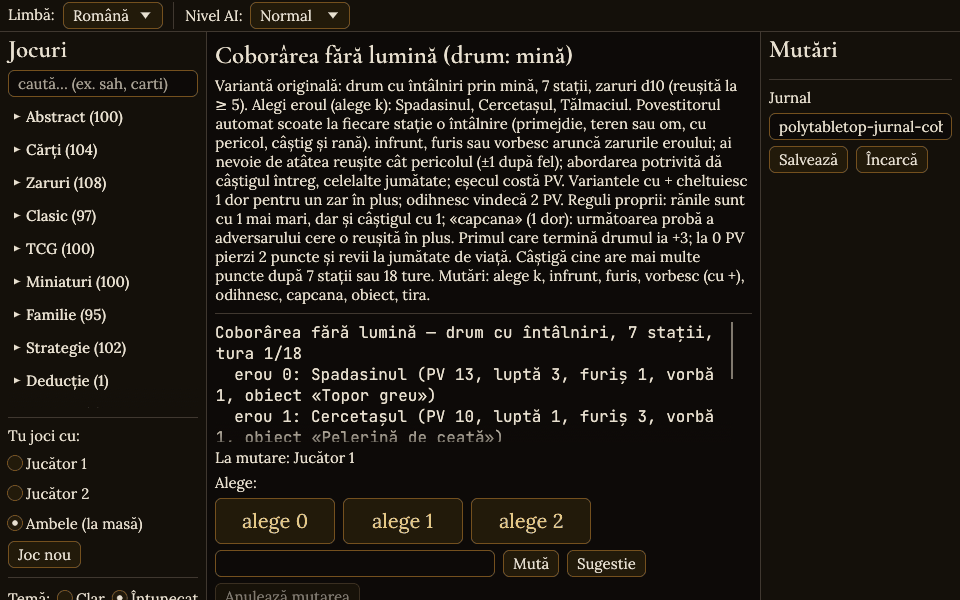 Limbă: Română ▼ Nivel AI: Normal ▼
Jocuri
caută... (ex. sah, carti)
▸ Abstract (100)
▸ Cărți (104)
▸ Zaruri (108)
▸ Clasic (97)
▸ TCG (100)
▸ Miniaturi (100)
▸ Familie (95)
▸ Strategie (102)
▸ Deducție (1)
Tu joci cu:
Jucător 1
Jucător 2
Ambele (la masă)
Joc nou
Temă: Clar Întunecat
Coborârea fără lumină (drum: mină)
Variantă originală: drum cu întâlniri prin mină, 7 stații, zaruri d10 (reușită la
≥ 5). Alegi eroul (alege k): Spadasinul, Cercetașul, Tălmaciul. Povestitorul
automat scoate la fiecare stație o întâlnire (primejdie, teren sau om, cu
pericol, câștig și rană). infrunt, furis sau vorbesc aruncă zarurile eroului; ai
nevoie de atâtea reușite cât pericolul (±1 după fel); abordarea potrivită dă
câștigul întreg, celelalte jumătate; eșecul costă PV. Variantele cu + cheltuiesc
1 dor pentru un zar în plus; odihnesc vindecă 2 PV. Reguli proprii: rănile sunt
cu 1 mai mari, dar și câștigul cu 1; «capcana» (1 dor): următoarea probă a
adversarului cere o reușită în plus. Primul care termină drumul ia +3; la 0 PV
pierzi 2 puncte și revii la jumătate de viață. Câștigă cine are mai multe
puncte după 7 stații sau 18 ture. Mutări: alege k, infrunt, furis, vorbesc (cu +),
odihnesc, capcana, obiect, tira.
Coborârea fără lumină — drum cu întâlniri, 7 stații,
tura 1/18
erou 0: Spadasinul (PV 13, luptă 3, furiș 1, vorbă
1, obiect «Topor greu»)
erou 1: Cercetașul (PV 10, luptă 1, furiș 3, vorbă
1, obiect «Pelerină de ceață»)
La mutare: Jucător 1
Alege:
alege 0 alege 1 alege 2
Mută Sugestie
Anulează mutarea
Mutări
Jurnal
polytabletop-jurnal-cob
Salvează Încarcă